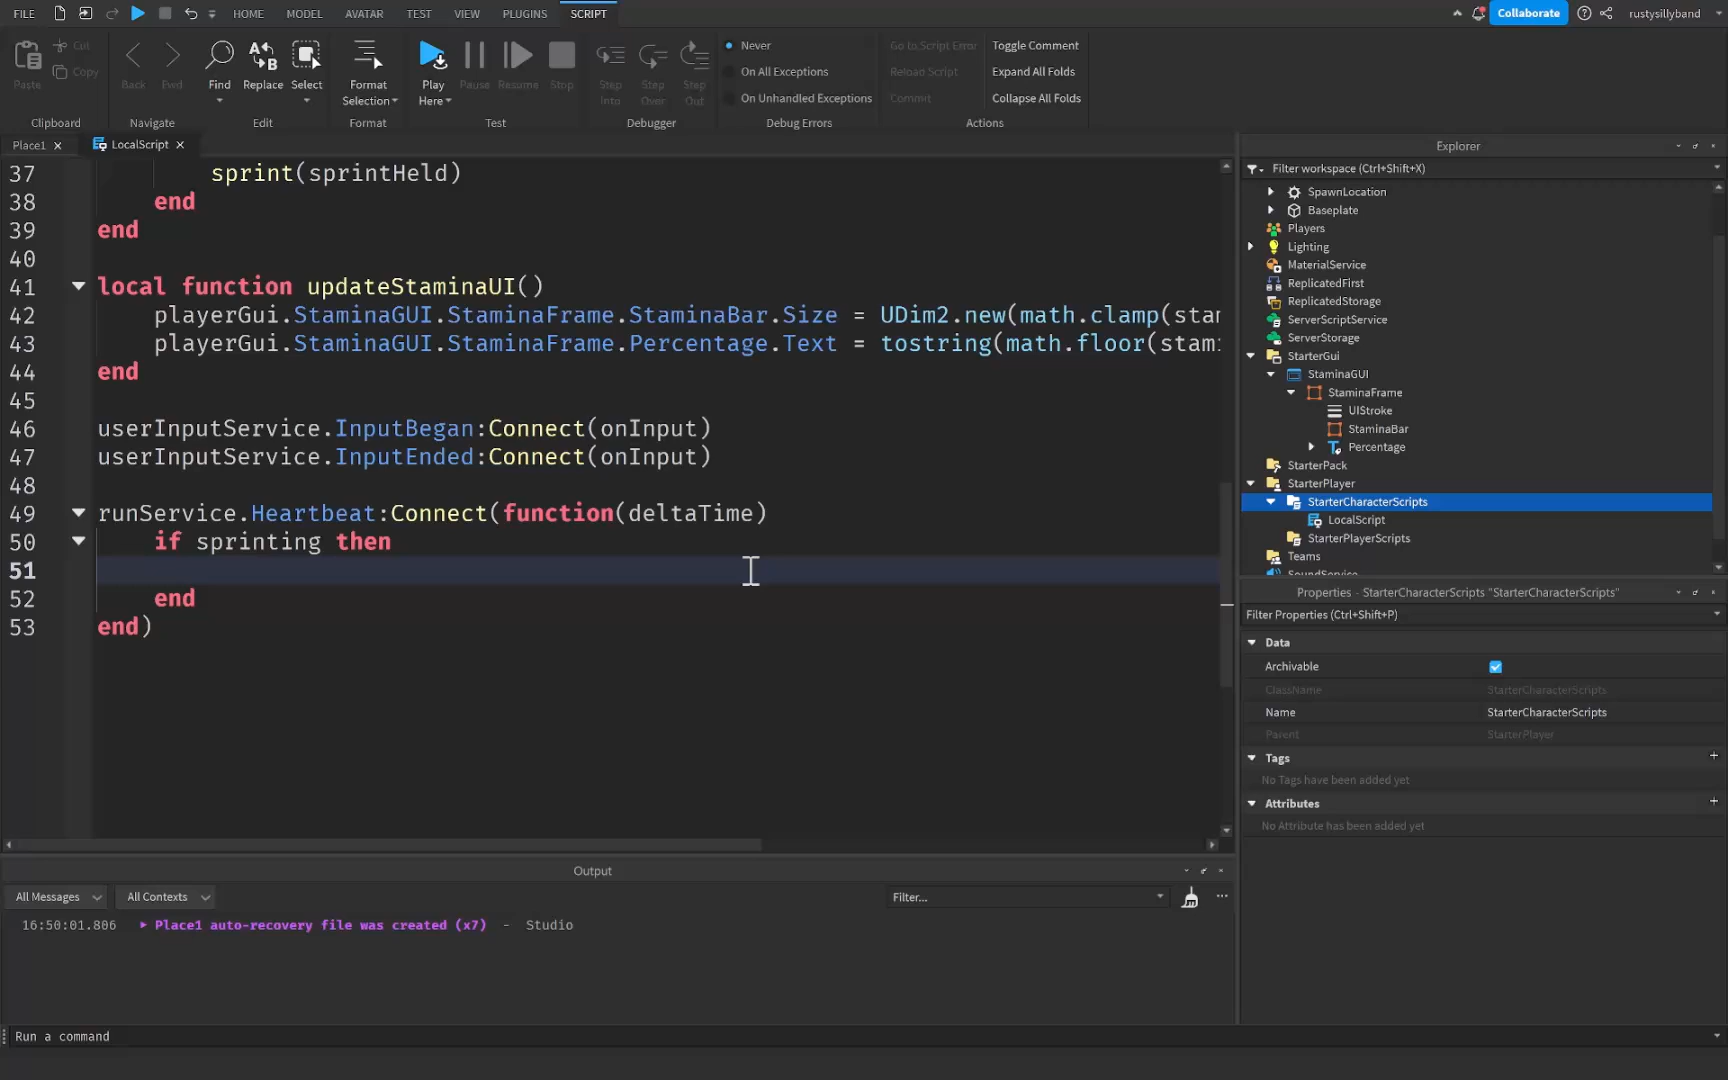 FILE HOME MODEL AVATAR TEST VIEW PLUGINS SCRIPT Collaborate rustysillyband
Cut
Copy
Paste Back Fwd Find Replace Select
Format
Selection
Play
Here
Pause Resume Stop
Step
Into
Step
Over
Step
Out
Never
On All Exceptions
On Unhandled Exceptions
Go to Script Error
Reload Script
Commit
Toggle Comment
Expand All Folds
Collapse All Folds
Clipboard Navigate Edit Format Test Debugger Debug Errors Actions
Place1 LocalScript
37 sprint(sprintHeld)
38 end
39 end
40
41 local function updateStaminaUI()
42 playerGui.StaminaGUI.StaminaFrame.StaminaBar.Size = UDim2.new(math.clamp(stam
43 playerGui.StaminaGUI.StaminaFrame.Percentage.Text = tostring(math.floor(stami
44 end
45
46 userInputService.InputBegan:Connect(onInput)
47 userInputService.InputEnded:Connect(onInput)
48
49 runService.Heartbeat:Connect(function(deltaTime)
50 if sprinting then
51
52 end
53 end)
Explorer
Filter workspace (Ctrl+Shift+X)
SpawnLocation
Baseplate
Players
Lighting
MaterialService
ReplicatedFirst
ReplicatedStorage
ServerScriptService
ServerStorage
StarterGui
StaminaGUI
StaminaFrame
UIStroke
StaminaBar
Percentage
StarterPack
StarterPlayer
StarterCharacterScripts
LocalScript
StarterPlayerScripts
Teams
SoundService
Properties - StarterCharacterScripts "StarterCharacterScripts"
Filter Properties (Ctrl+Shift+P)
Data
Archivable
ClassName StarterCharacterScripts
Name StarterCharacterScripts
Parent StarterPlayer
Tags
No Tags have been added yet
Attributes
No Attribute has been added yet
Output
All Messages All Contexts Filter...
16:50:01.806 Place1 auto-recovery file was created (x7) - Studio
Run a command